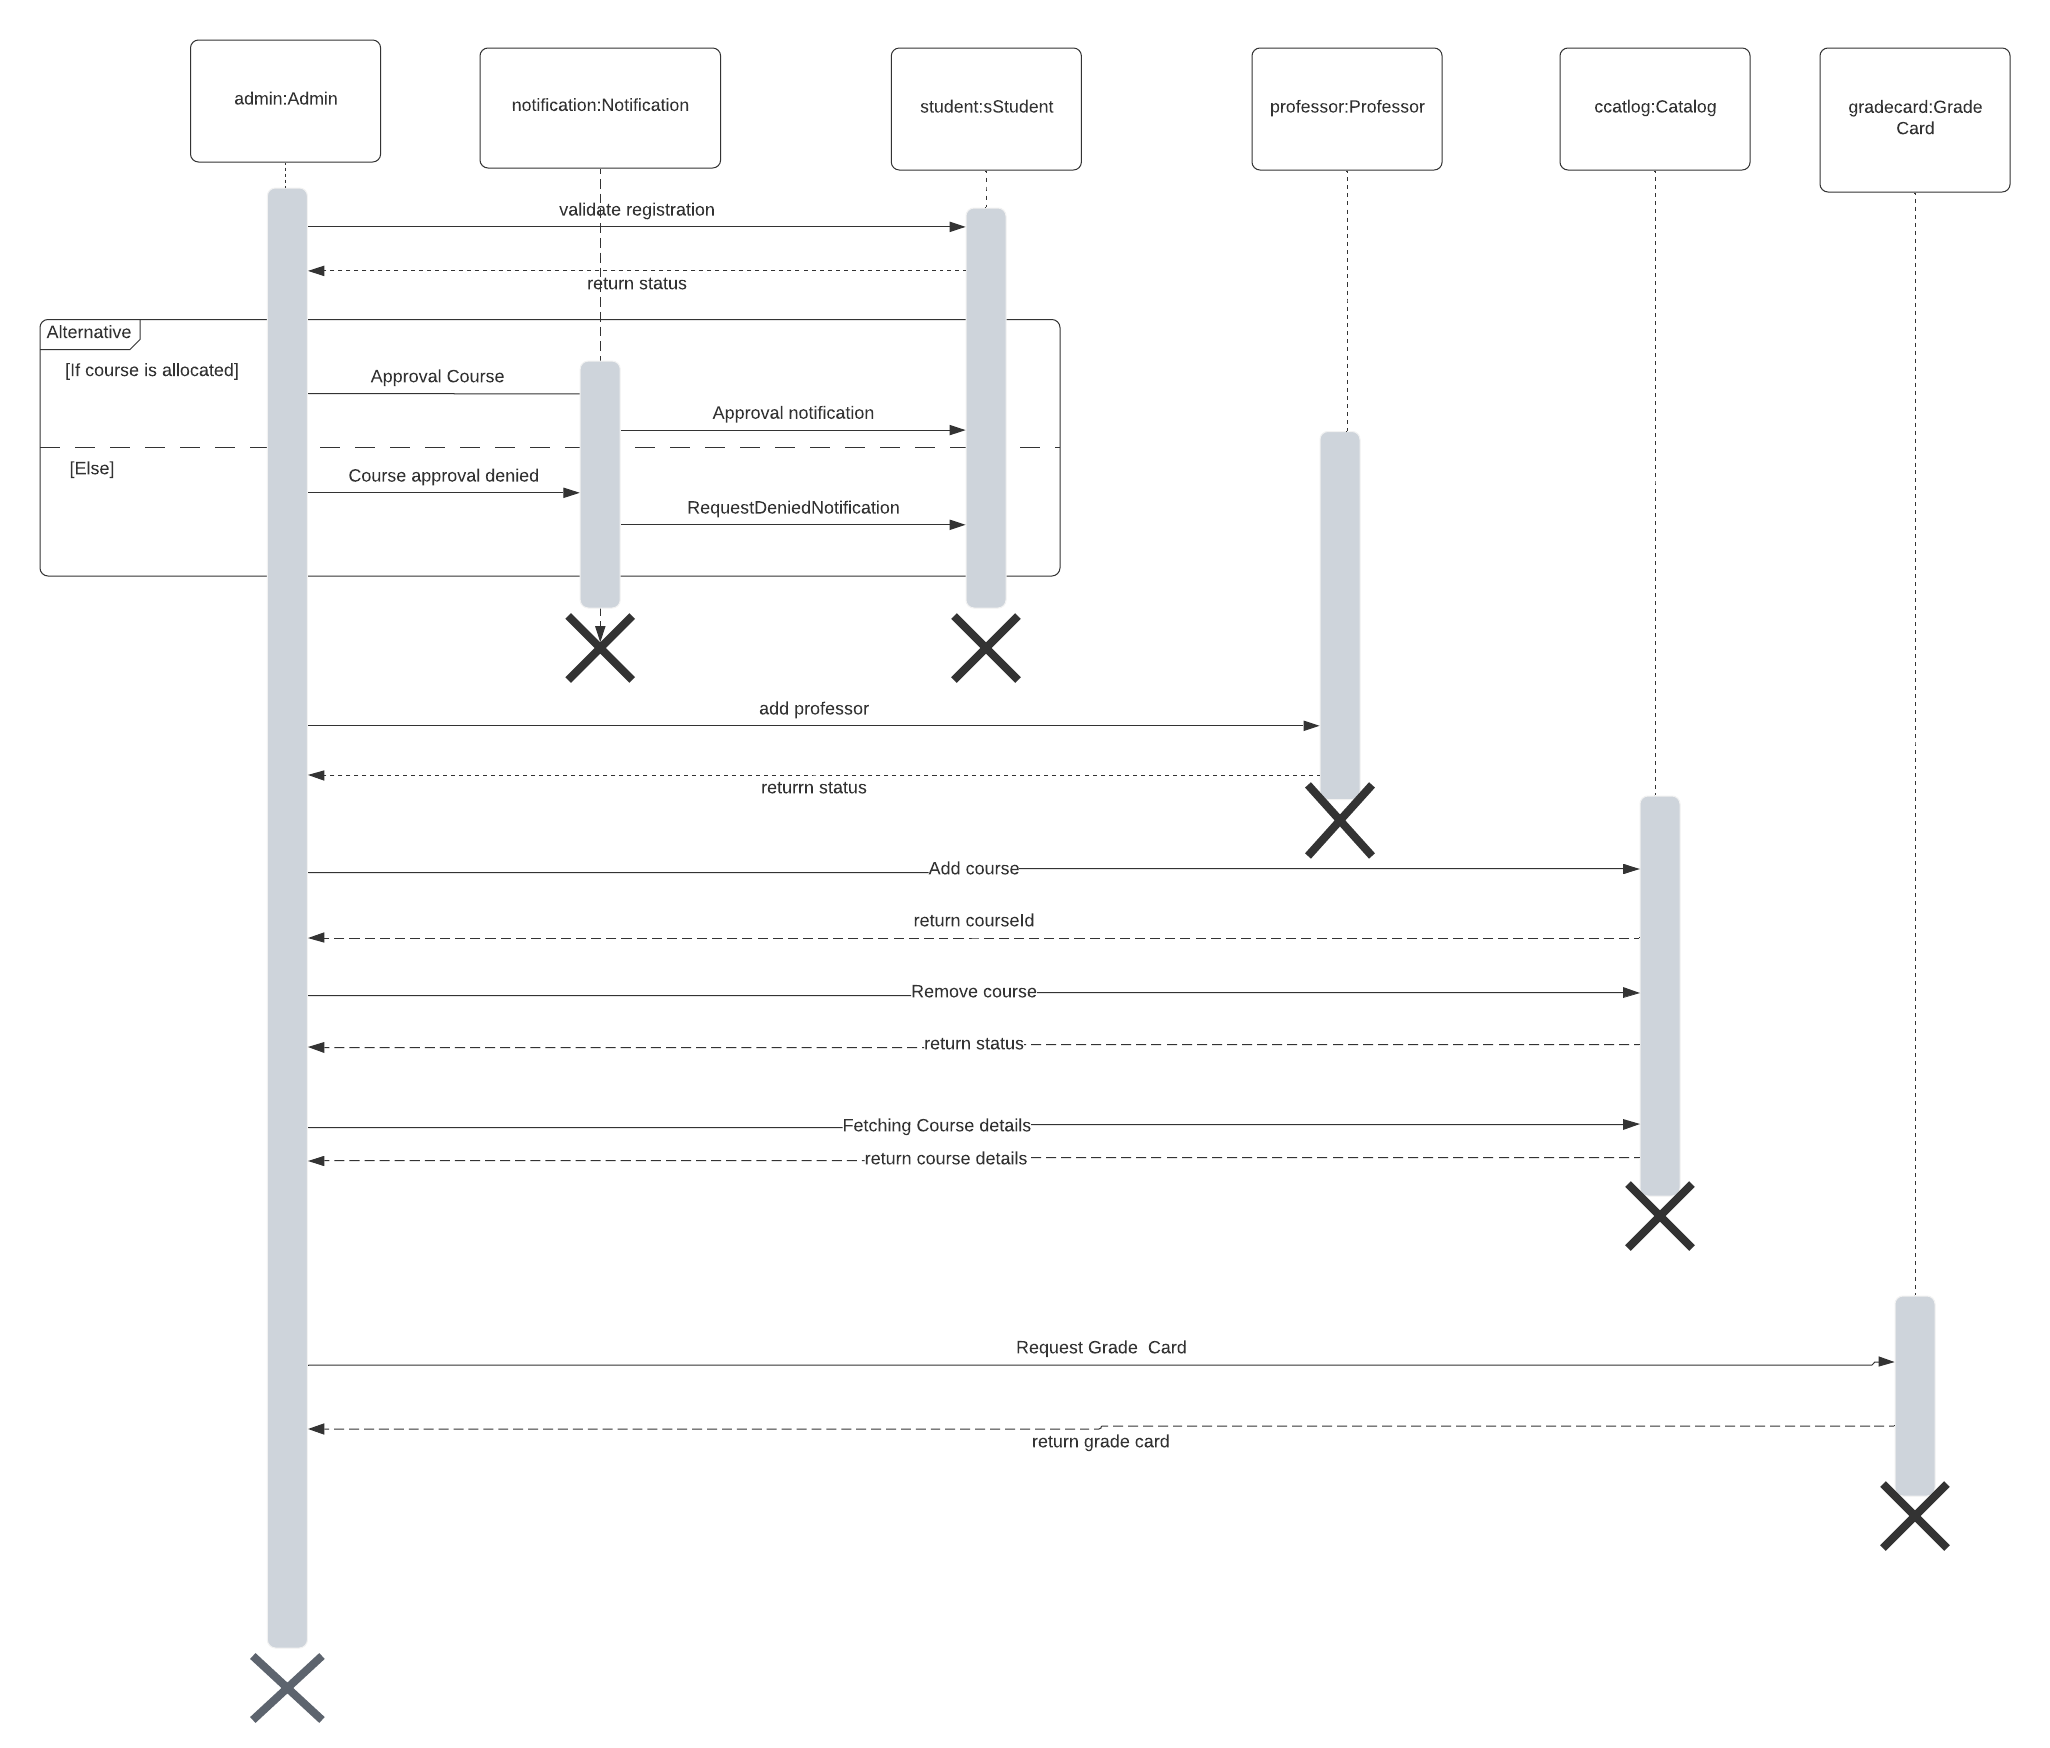 admin:Admin
notification:Notification
student:sStudent
professor:Professor
ccatlog:Catalog
gradecard:Grade
Card
validate registration
return status
Alternative
[If course is allocated]
Approval Course
Approval notification
[Else]
Course approval denied
RequestDeniedNotification
add professor
returrn status
Add course
return courseId
Remove course
return status
Fetching Course details
return course details
Request Grade  Card
return grade card